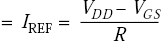 = I_REF = (V_DD − V_GS) / R